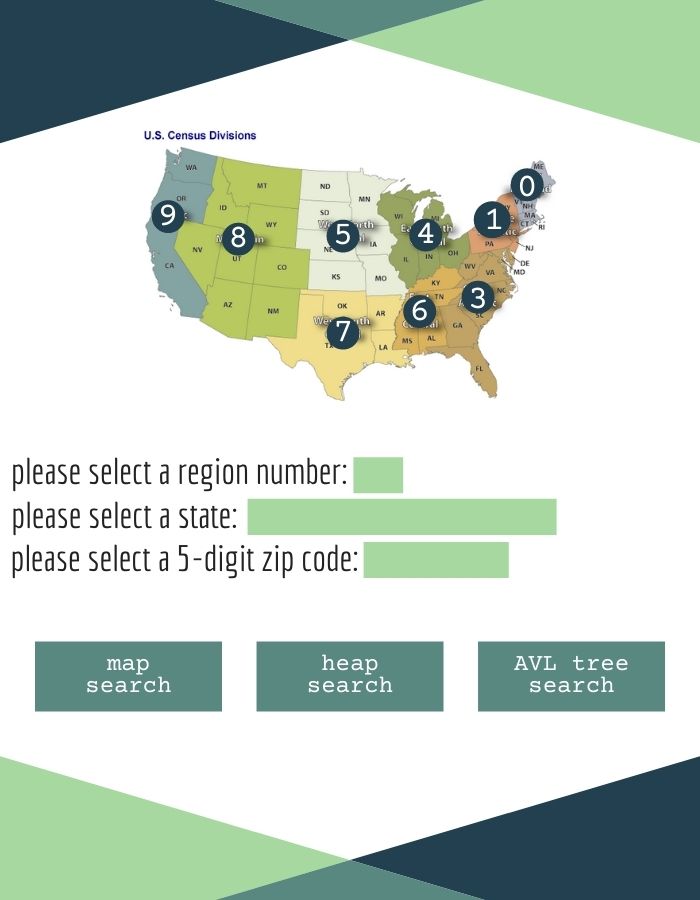 U.S. Census Divisions
WA
OR
CA
9
MT
ID
WY
NV
UT
CO
AZ
NM
8
ND
SD
NE
KS
MN
IA
MO
5
OK
AR
LA
7
WI
MI
IL
IN
OH
4
KY
TN
MS
AL
6
WV
VA
NC
SC
GA
FL
DE
MD
3
PA
NJ
1
ME
NH
MA
CT
RI
0
please select a region number:
please select a state:
please select a 5-digit zip code:
map
search
heap
search
AVL tree
search